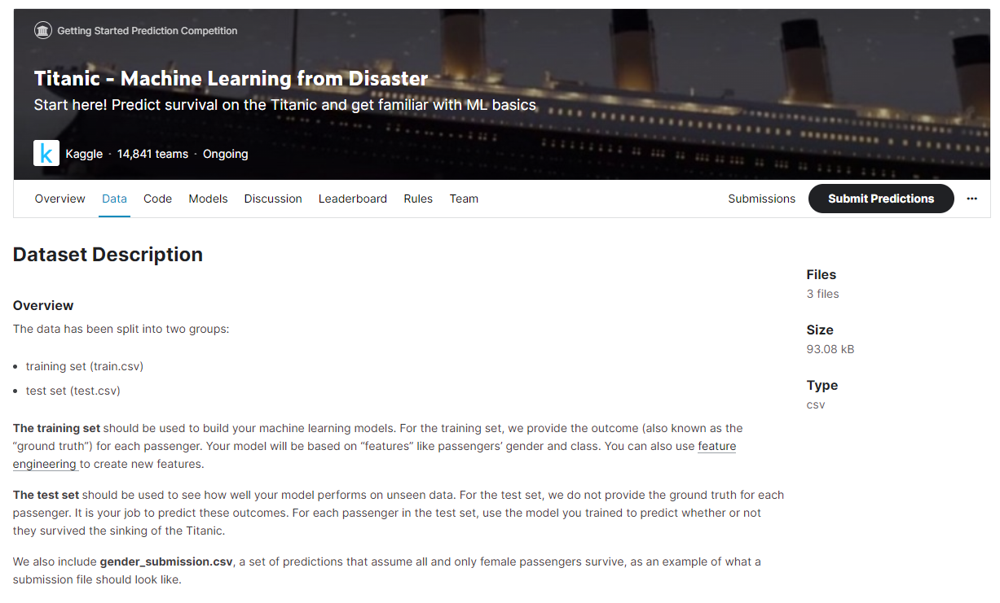 Getting Started Prediction Competition
Titanic - Machine Learning from Disaster
Start here! Predict survival on the Titanic and get familiar with ML basics
k Kaggle · 14,841 teams · Ongoing
Overview Data Code Models Discussion Leaderboard Rules Team Submissions Submit Predictions ...
Dataset Description
Overview
The data has been split into two groups:
• training set (train.csv)
• test set (test.csv)
The training set should be used to build your machine learning models. For the training set, we provide the outcome (also known as the
“ground truth”) for each passenger. Your model will be based on “features” like passengers’ gender and class. You can also use feature
engineering to create new features.
The test set should be used to see how well your model performs on unseen data. For the test set, we do not provide the ground truth for each
passenger. It is your job to predict these outcomes. For each passenger in the test set, use the model you trained to predict whether or not
they survived the sinking of the Titanic.
We also include gender_submission.csv, a set of predictions that assume all and only female passengers survive, as an example of what a
submission file should look like.
Files
3 files
Size
93.08 kB
Type
csv